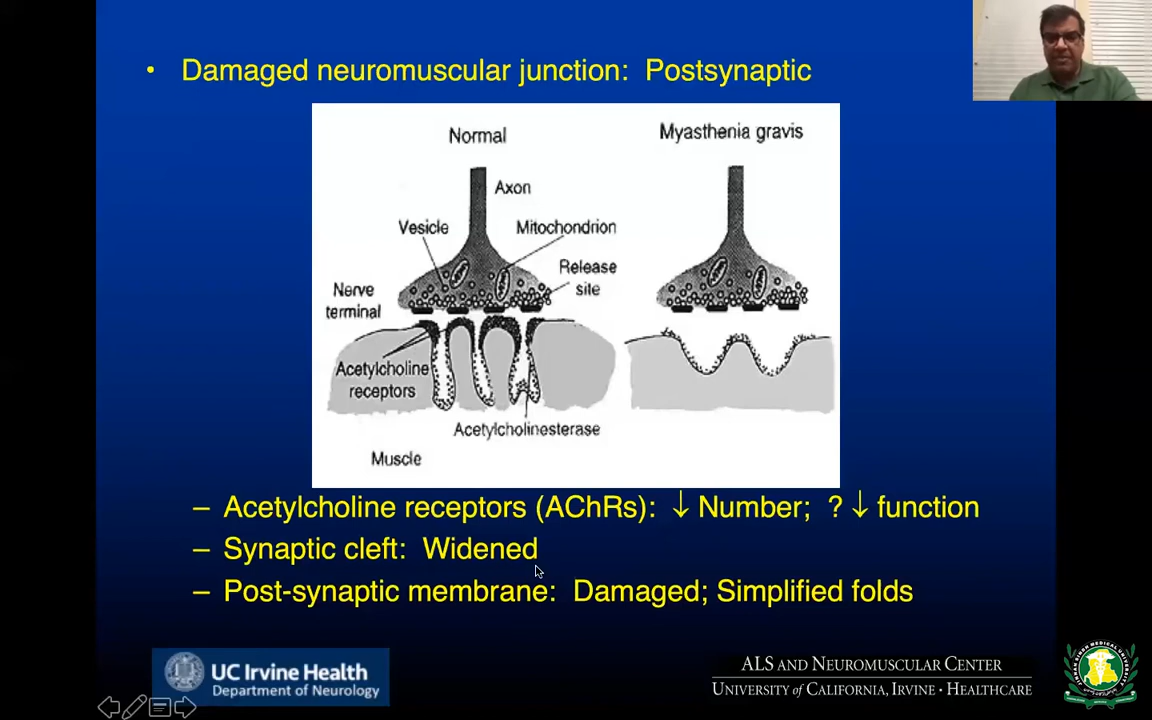 • Damaged neuromuscular junction: Postsynaptic
Normal
Myasthenia gravis
Axon
Vesicle
Mitochondrion
Release
site
Nerve
terminal
Acetylcholine
receptors
Acetylcholinesterase
Muscle
– Acetylcholine receptors (AChRs): ↓ Number; ? ↓ function
– Synaptic cleft: Widened
– Post-synaptic membrane: Damaged; Simplified folds
UC Irvine Health
Department of Neurology
ALS AND NEUROMUSCULAR CENTER
UNIVERSITY of CALIFORNIA, IRVINE • HEALTHCARE